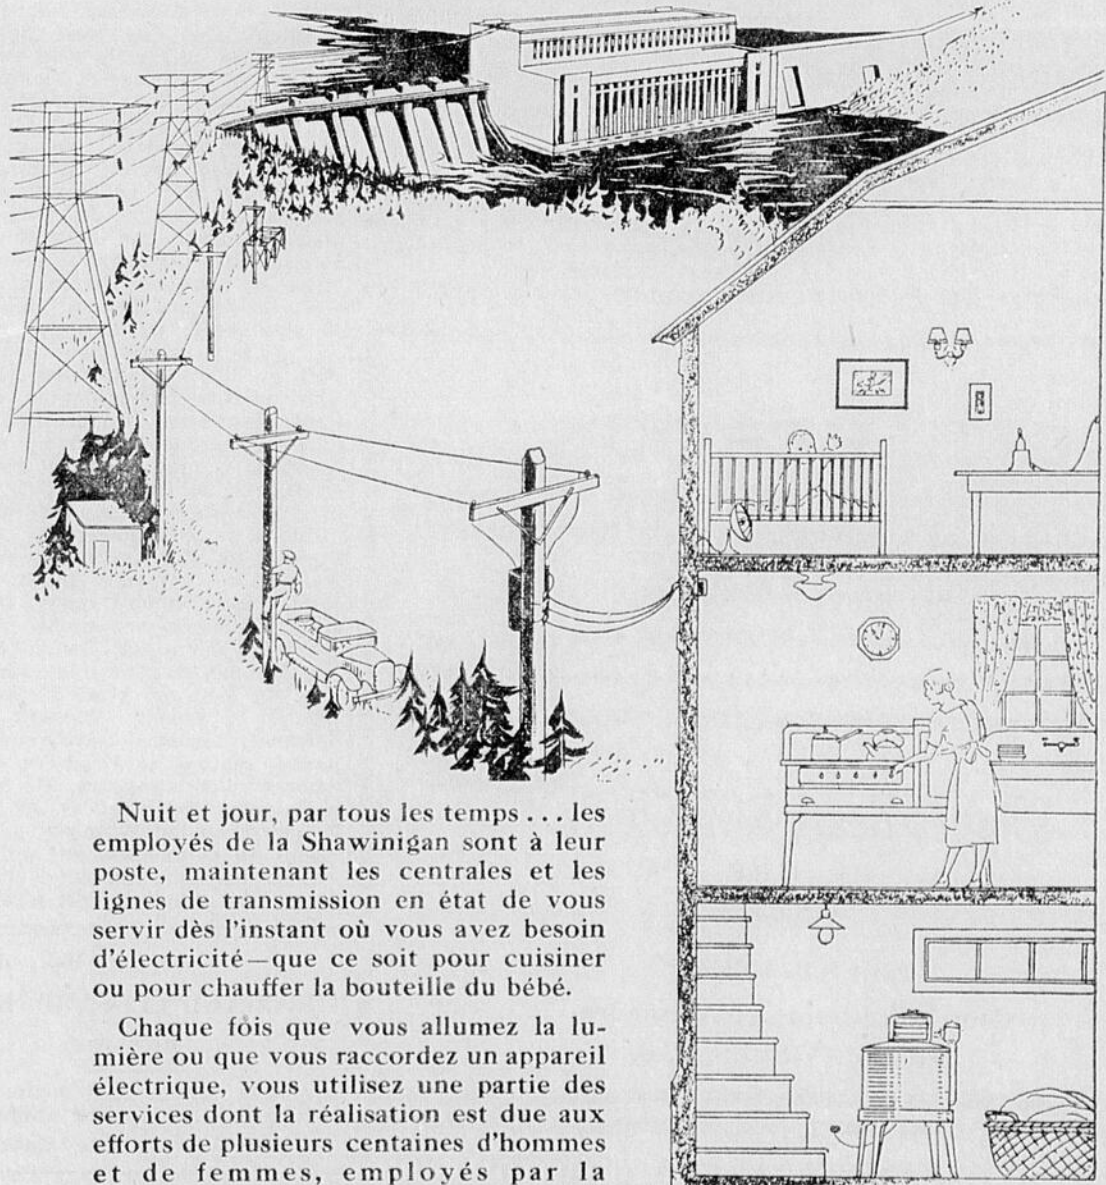 Nuit et jour, par tous les temps . . . les
employés de la Shawinigan sont à leur
poste, maintenant les centrales et les
lignes de transmission en état de vous
servir dès l'instant où vous avez besoin
d'électricité—que ce soit pour cuisiner
ou pour chauffer la bouteille du bébé.
Chaque fois que vous allumez la lu-
mière ou que vous raccordez un appareil
électrique, vous utilisez une partie des
services dont la réalisation est due aux
efforts de plusieurs centaines d'hommes
et de femmes, employés par la